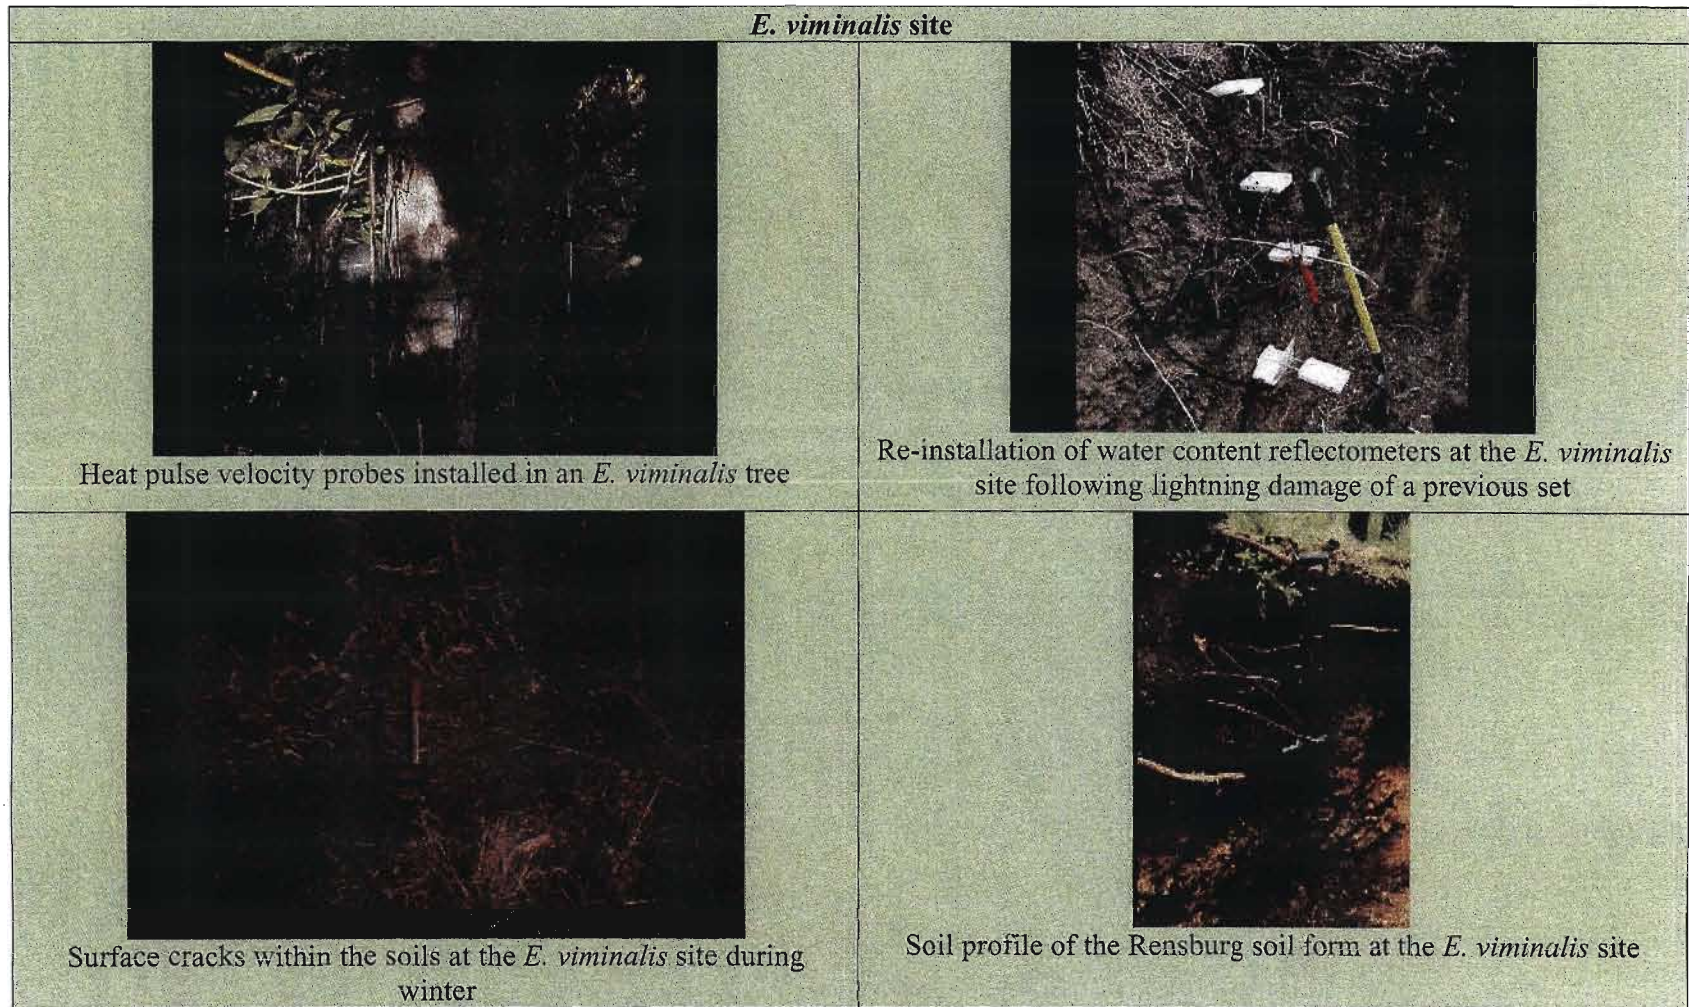 E. viminalis site
Heat pulse velocity probes installed in an E. viminalis tree
Re-installation of water content reflectometers at the E. viminalis
site following lightning damage of a previous set
Surface cracks within the soils at the E. viminalis site during
winter
Soil profile of the Rensburg soil form at the E. viminalis site